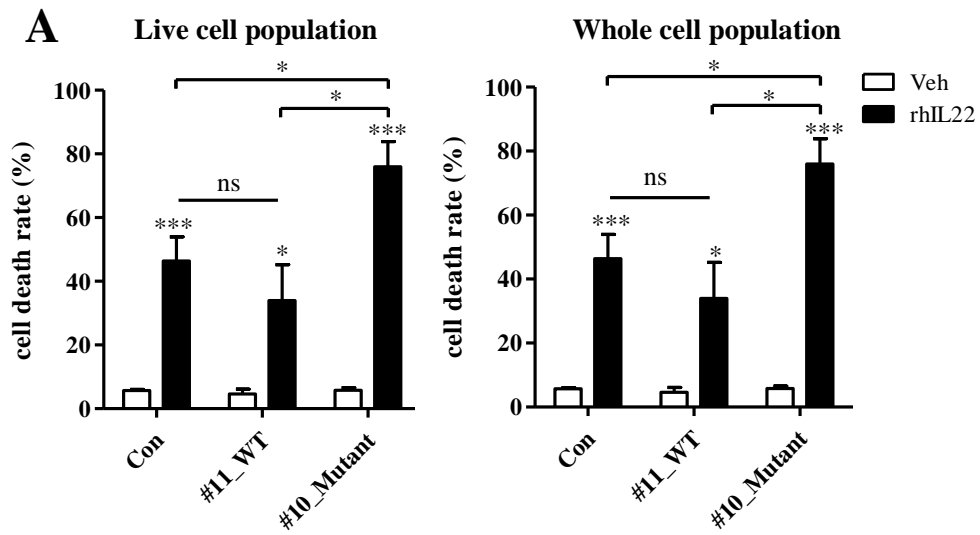 A
Live cell population
cell death rate (%)
100
80
60
40
20
0
*
*
***
ns
***
*
Con
#11_WT
#10_Mutant
Whole cell population
cell death rate (%)
100
80
60
40
20
0
*
*
***
ns
***
*
Con
#11_WT
#10_Mutant
Veh
rhIL22